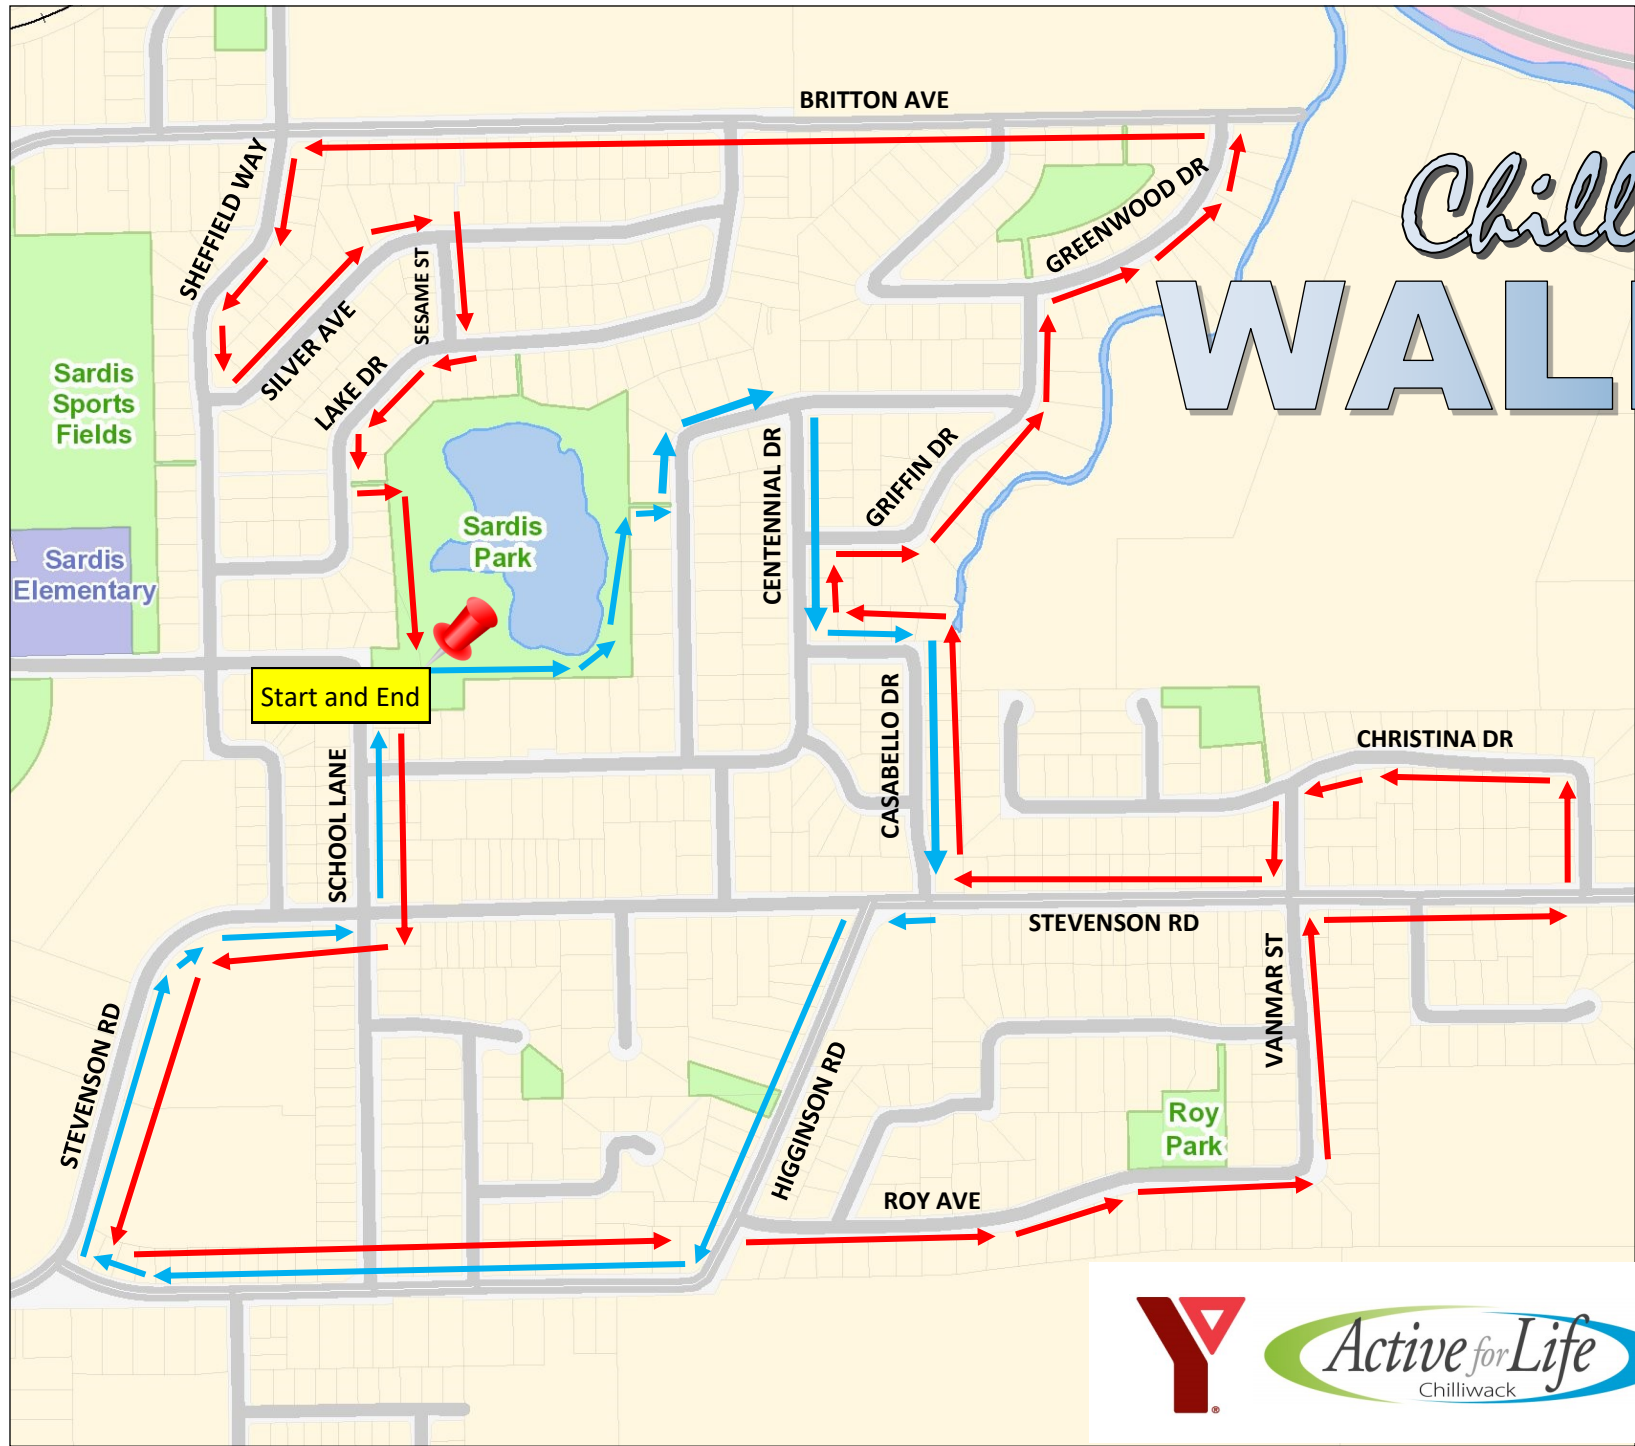 BRITTON AVE
SHEFFIELD WAY
GREENWOOD DR
Chill
WAL
SESAME ST
SILVER AVE
LAKE DR
Sardis
Sports
Fields
CENTENNIAL DR
GRIFFIN DR
Sardis
Park
Sardis
Elementary
Start and End
CASABELLO DR
CHRISTINA DR
SCHOOL LANE
STEVENSON RD
VANMAR ST
STEVENSON RD
HIGGINSON RD
Roy
Park
ROY AVE
Y
Active for Life
Chilliwack